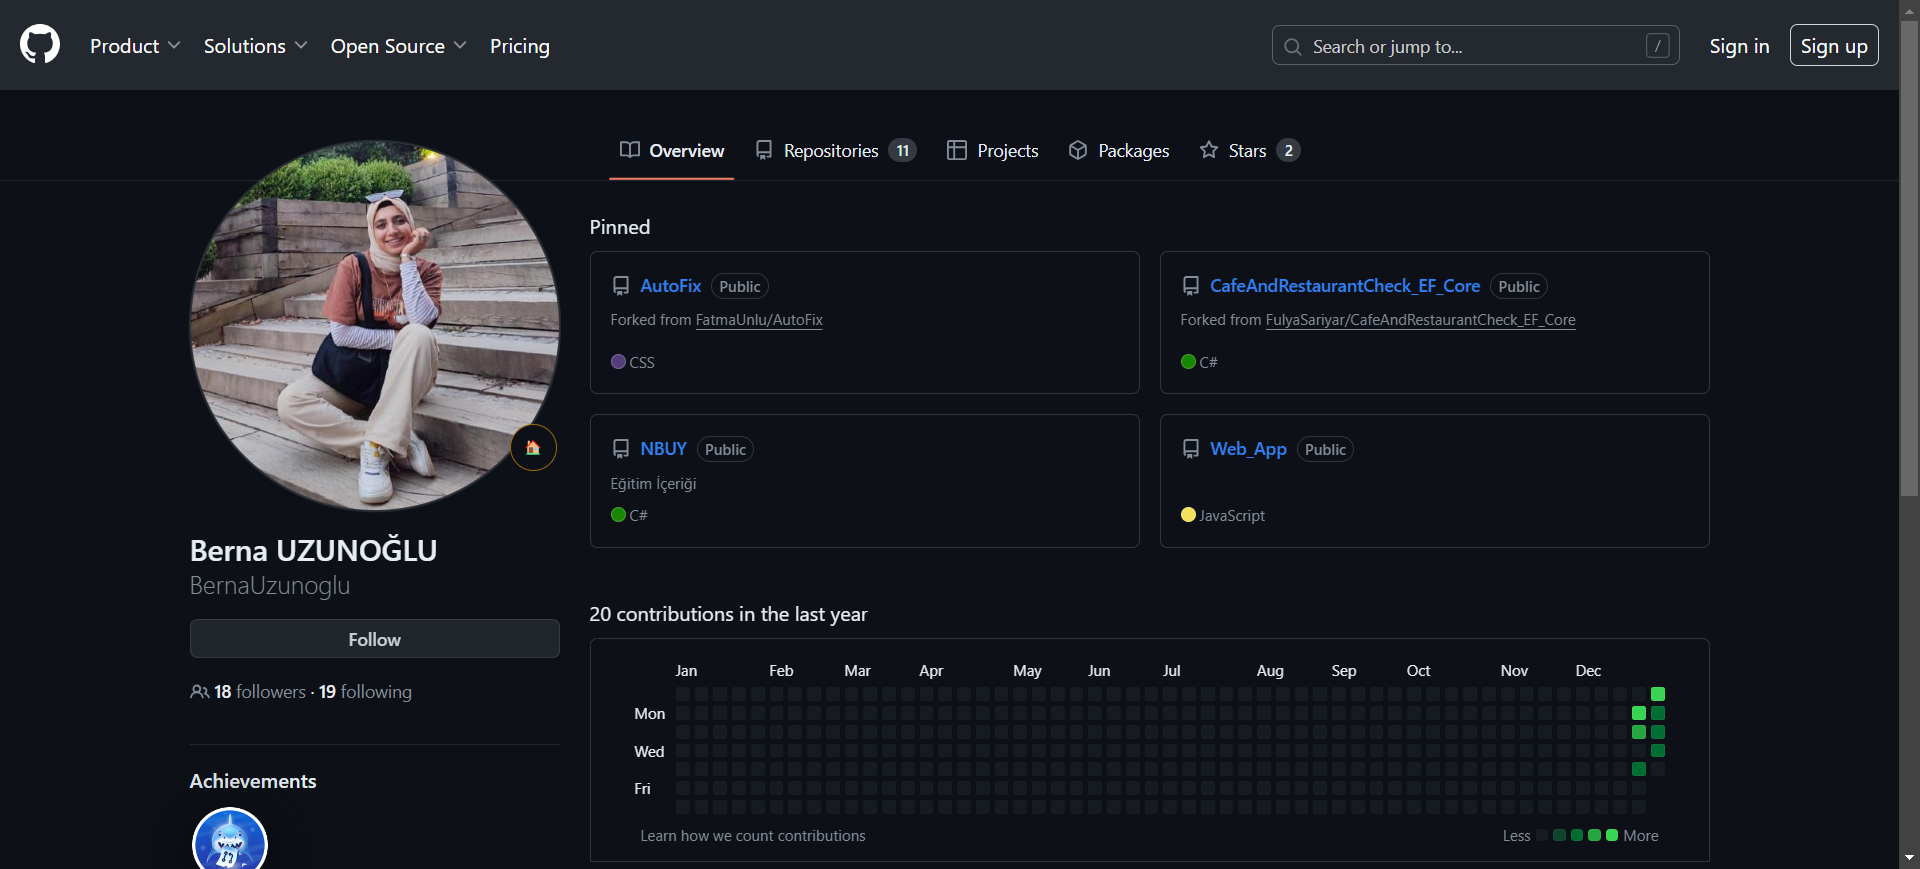 Product Solutions Open Source Pricing
Search or jump to... /
Sign in
Sign up
Overview
Repositories 11
Projects
Packages
Stars 2
Berna UZUNOĞLU
BernaUzunoglu
Follow
18 followers · 19 following
Achievements
Pinned
AutoFix Public
Forked from FatmaUnlu/AutoFix
CSS
CafeAndRestaurantCheck_EF_Core Public
Forked from FulyaSariyar/CafeAndRestaurantCheck_EF_Core
C#
NBUY Public
Eğitim İçeriği
C#
Web_App Public
JavaScript
20 contributions in the last year
Jan Feb Mar Apr May Jun Jul Aug Sep Oct Nov Dec
Mon
Wed
Fri
Learn how we count contributions
Less More